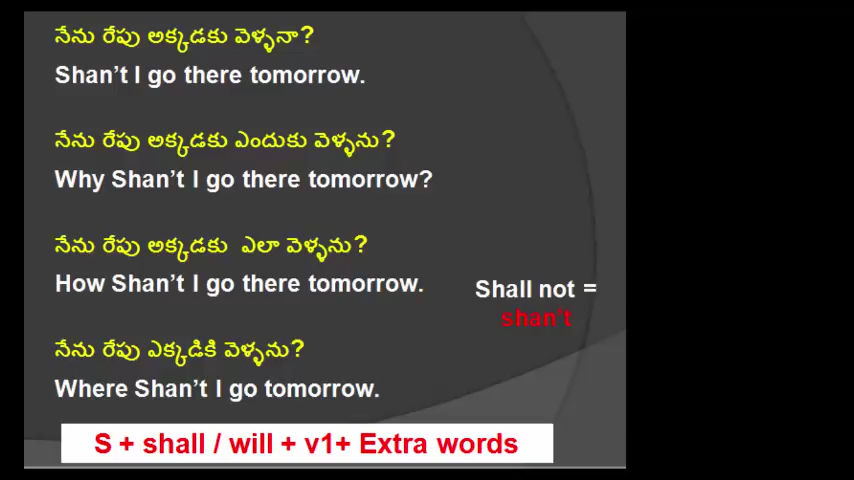 నేను రేపు అక్కడకు వెళ్ళనా?
Shan’t I go there tomorrow.
నేను రేపు అక్కడకు ఎందుకు వెళ్ళను?
Why Shan’t I go there tomorrow?
నేను రేపు అక్కడకు ఎలా వెళ్ళను?
How Shan’t I go there tomorrow.
Shall not =
shan’t
నేను రేపు ఎక్కడికి వెళ్ళను?
Where Shan’t I go tomorrow.
S + shall / will + v1+ Extra words